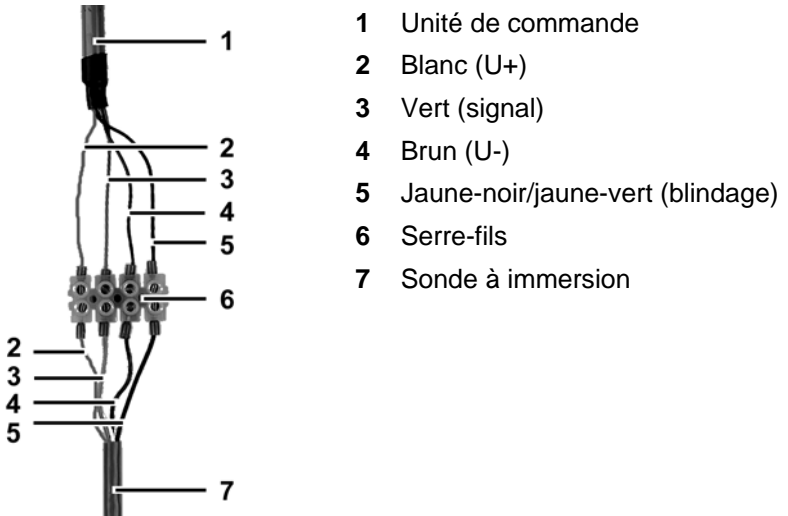 1
2
3
4
5
6
2
3
4
5
7
1 Unité de commande
2 Blanc (U+)
3 Vert (signal)
4 Brun (U-)
5 Jaune-noir/jaune-vert (blindage)
6 Serre-fils
7 Sonde à immersion